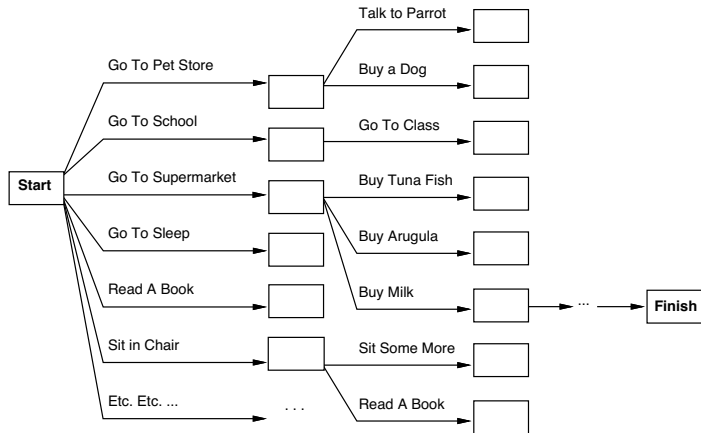 Talk to Parrot
Go To Pet Store
Buy a Dog
Go To School
Go To Class
Start
Go To Supermarket
Buy Tuna Fish
Go To Sleep
Buy Arugula
Read A Book
Buy Milk
...
Finish
Sit in Chair
Sit Some More
Etc. Etc. ...
. . .
Read A Book